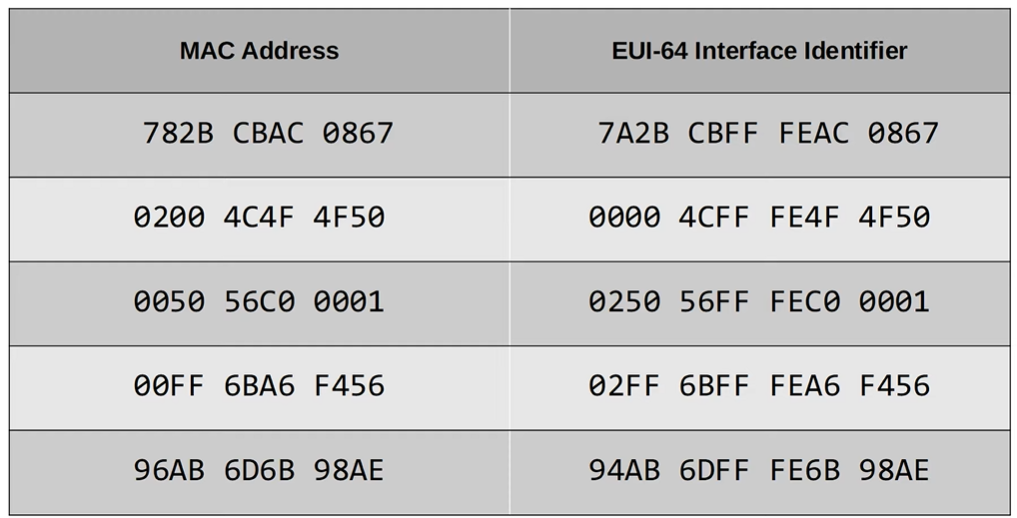 MAC Address EUI-64 Interface Identifier
782B CBAC 0867 7A2B CBFF FEAC 0867
0200 4C4F 4F50 0000 4CFF FE4F 4F50
0050 56C0 0001 0250 56FF FEC0 0001
00FF 6BA6 F456 02FF 6BFF FEA6 F456
96AB 6D6B 98AE 94AB 6DFF FE6B 98AE